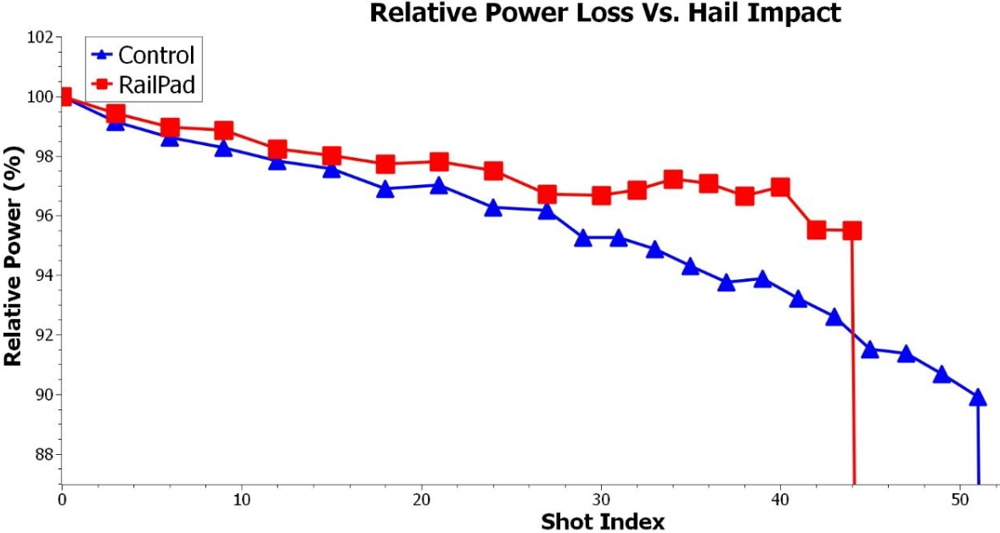 Relative Power Loss Vs. Hail Impact
Control
RailPad
Relative Power (%)
102
100
98
96
94
92
90
88
0 10 20 30 40 50
Shot Index